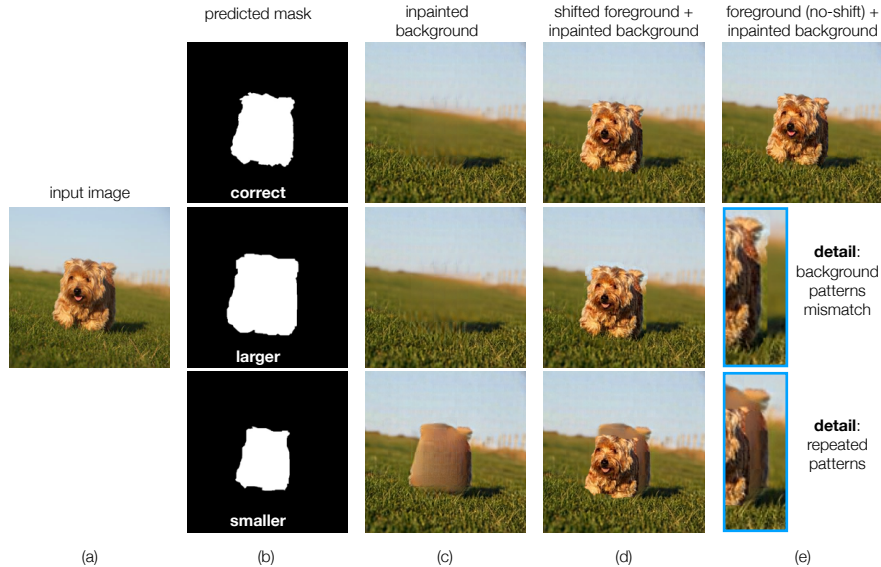 predicted mask
inpainted
background
shifted foreground +
inpainted background
foreground (no-shift) +
inpainted background
correct
input image
larger
detail:
background
patterns
mismatch
smaller
detail:
repeated
patterns
(a)
(b)
(c)
(d)
(e)